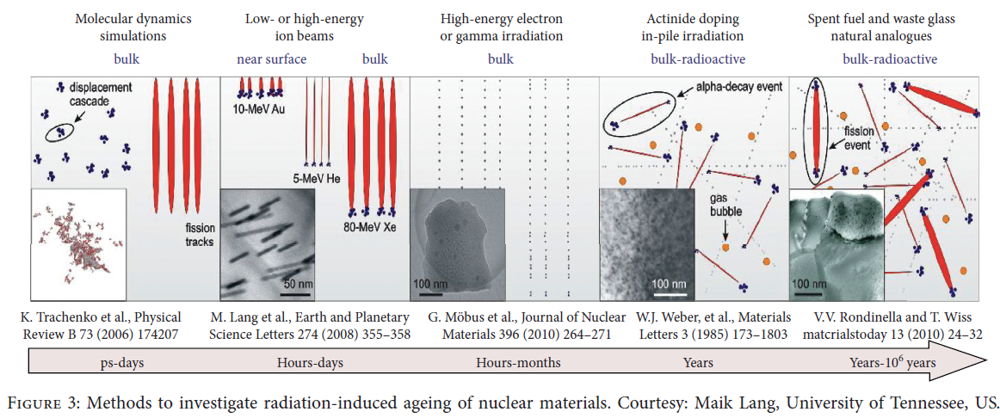 Molecular dynamics
simulations
bulk
Low- or high-energy
ion beams
near surface
bulk
High-energy electron
or gamma irradiation
bulk
Actinide doping
in-pile irradiation
bulk-radioactive
Spent fuel and waste glass
natural analogues
bulk-radioactive
displacement
cascade
fission
tracks
10-MeV Au
5-MeV He
80-MeV Xe
50 nm
100 nm
alpha-decay event
gas
bubble
100 nm
fission
event
100 nm
K. Trachenko et al., Physical
Review B 73 (2006) 174207
M. Lang et al., Earth and Planetary
Science Letters 274 (2008) 355–358
G. Möbus et al., Journal of Nuclear
Materials 396 (2010) 264–271
W.J. Weber, et al., Materials
Letters 3 (1985) 173–1803
V.V. Rondinella and T. Wiss
matcrialstoday 13 (2010) 24–32
ps-days
Hours-days
Hours-months
Years
Years-10⁶ years
Figure 3: Methods to investigate radiation-induced ageing of nuclear materials. Courtesy: Maik Lang, University of Tennessee, US.